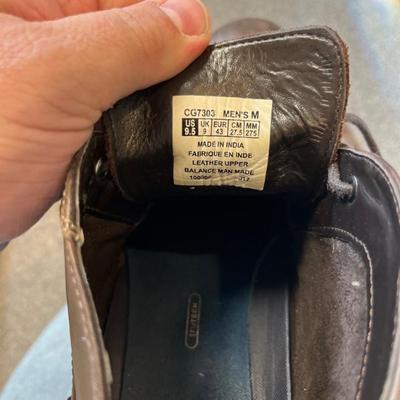 CG7303 MEN'S M
US UK EUR CM MM
9.5 9 43 27.5 275
MADE IN INDIA
FABRIQUE EN INDE
LEATHER UPPER
BALANCE MAN MADE